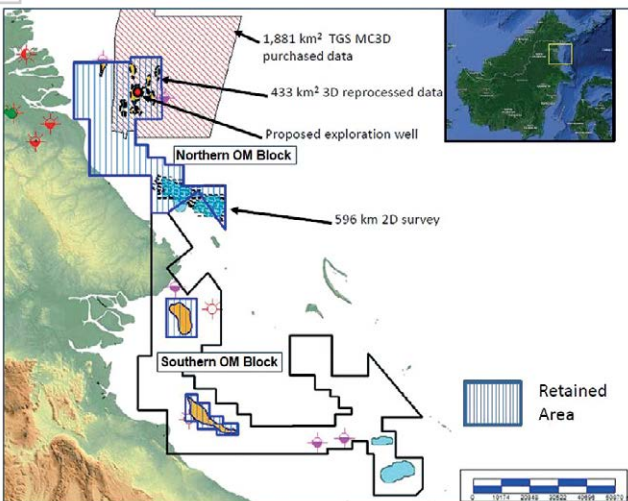 1,881 km² TGS MC3D
purchased data
433 km² 3D reprocessed data
Proposed exploration well
Northern OM Block
596 km 2D survey
Southern OM Block
Retained
Area